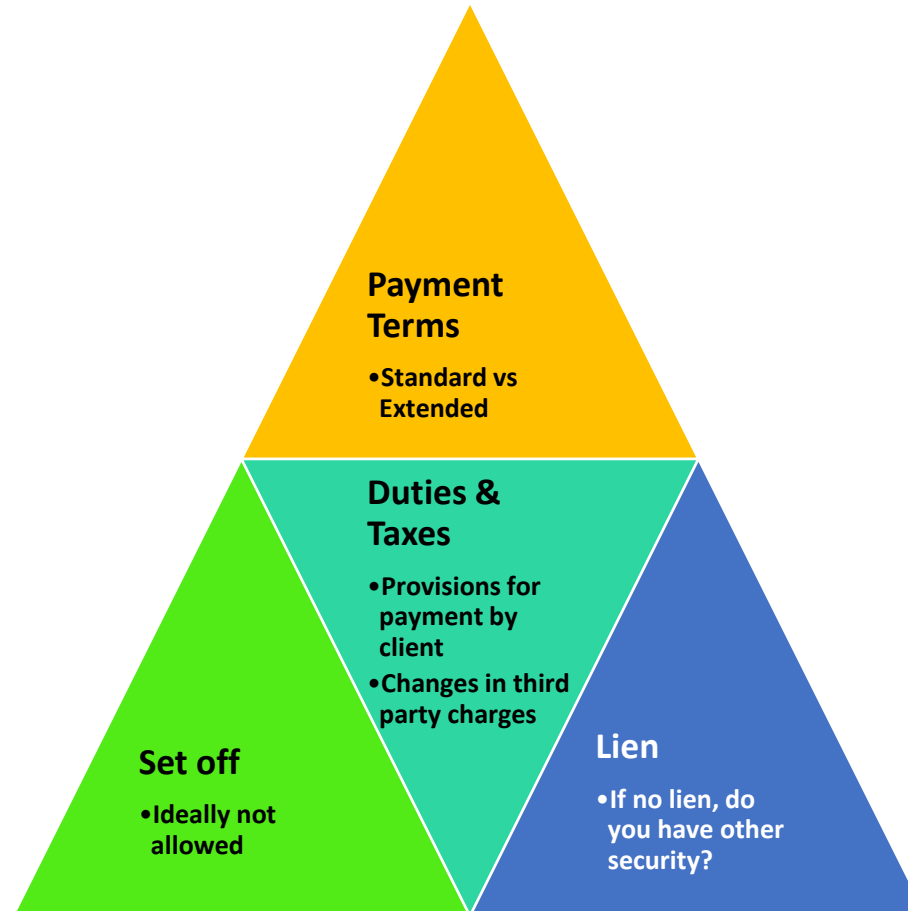 Payment
Terms
•Standard vs
Extended
Duties &
Taxes
•Provisions for
payment by
client
•Changes in third
party charges
Set off
•Ideally not
allowed
Lien
•If no lien, do
you have other
security?